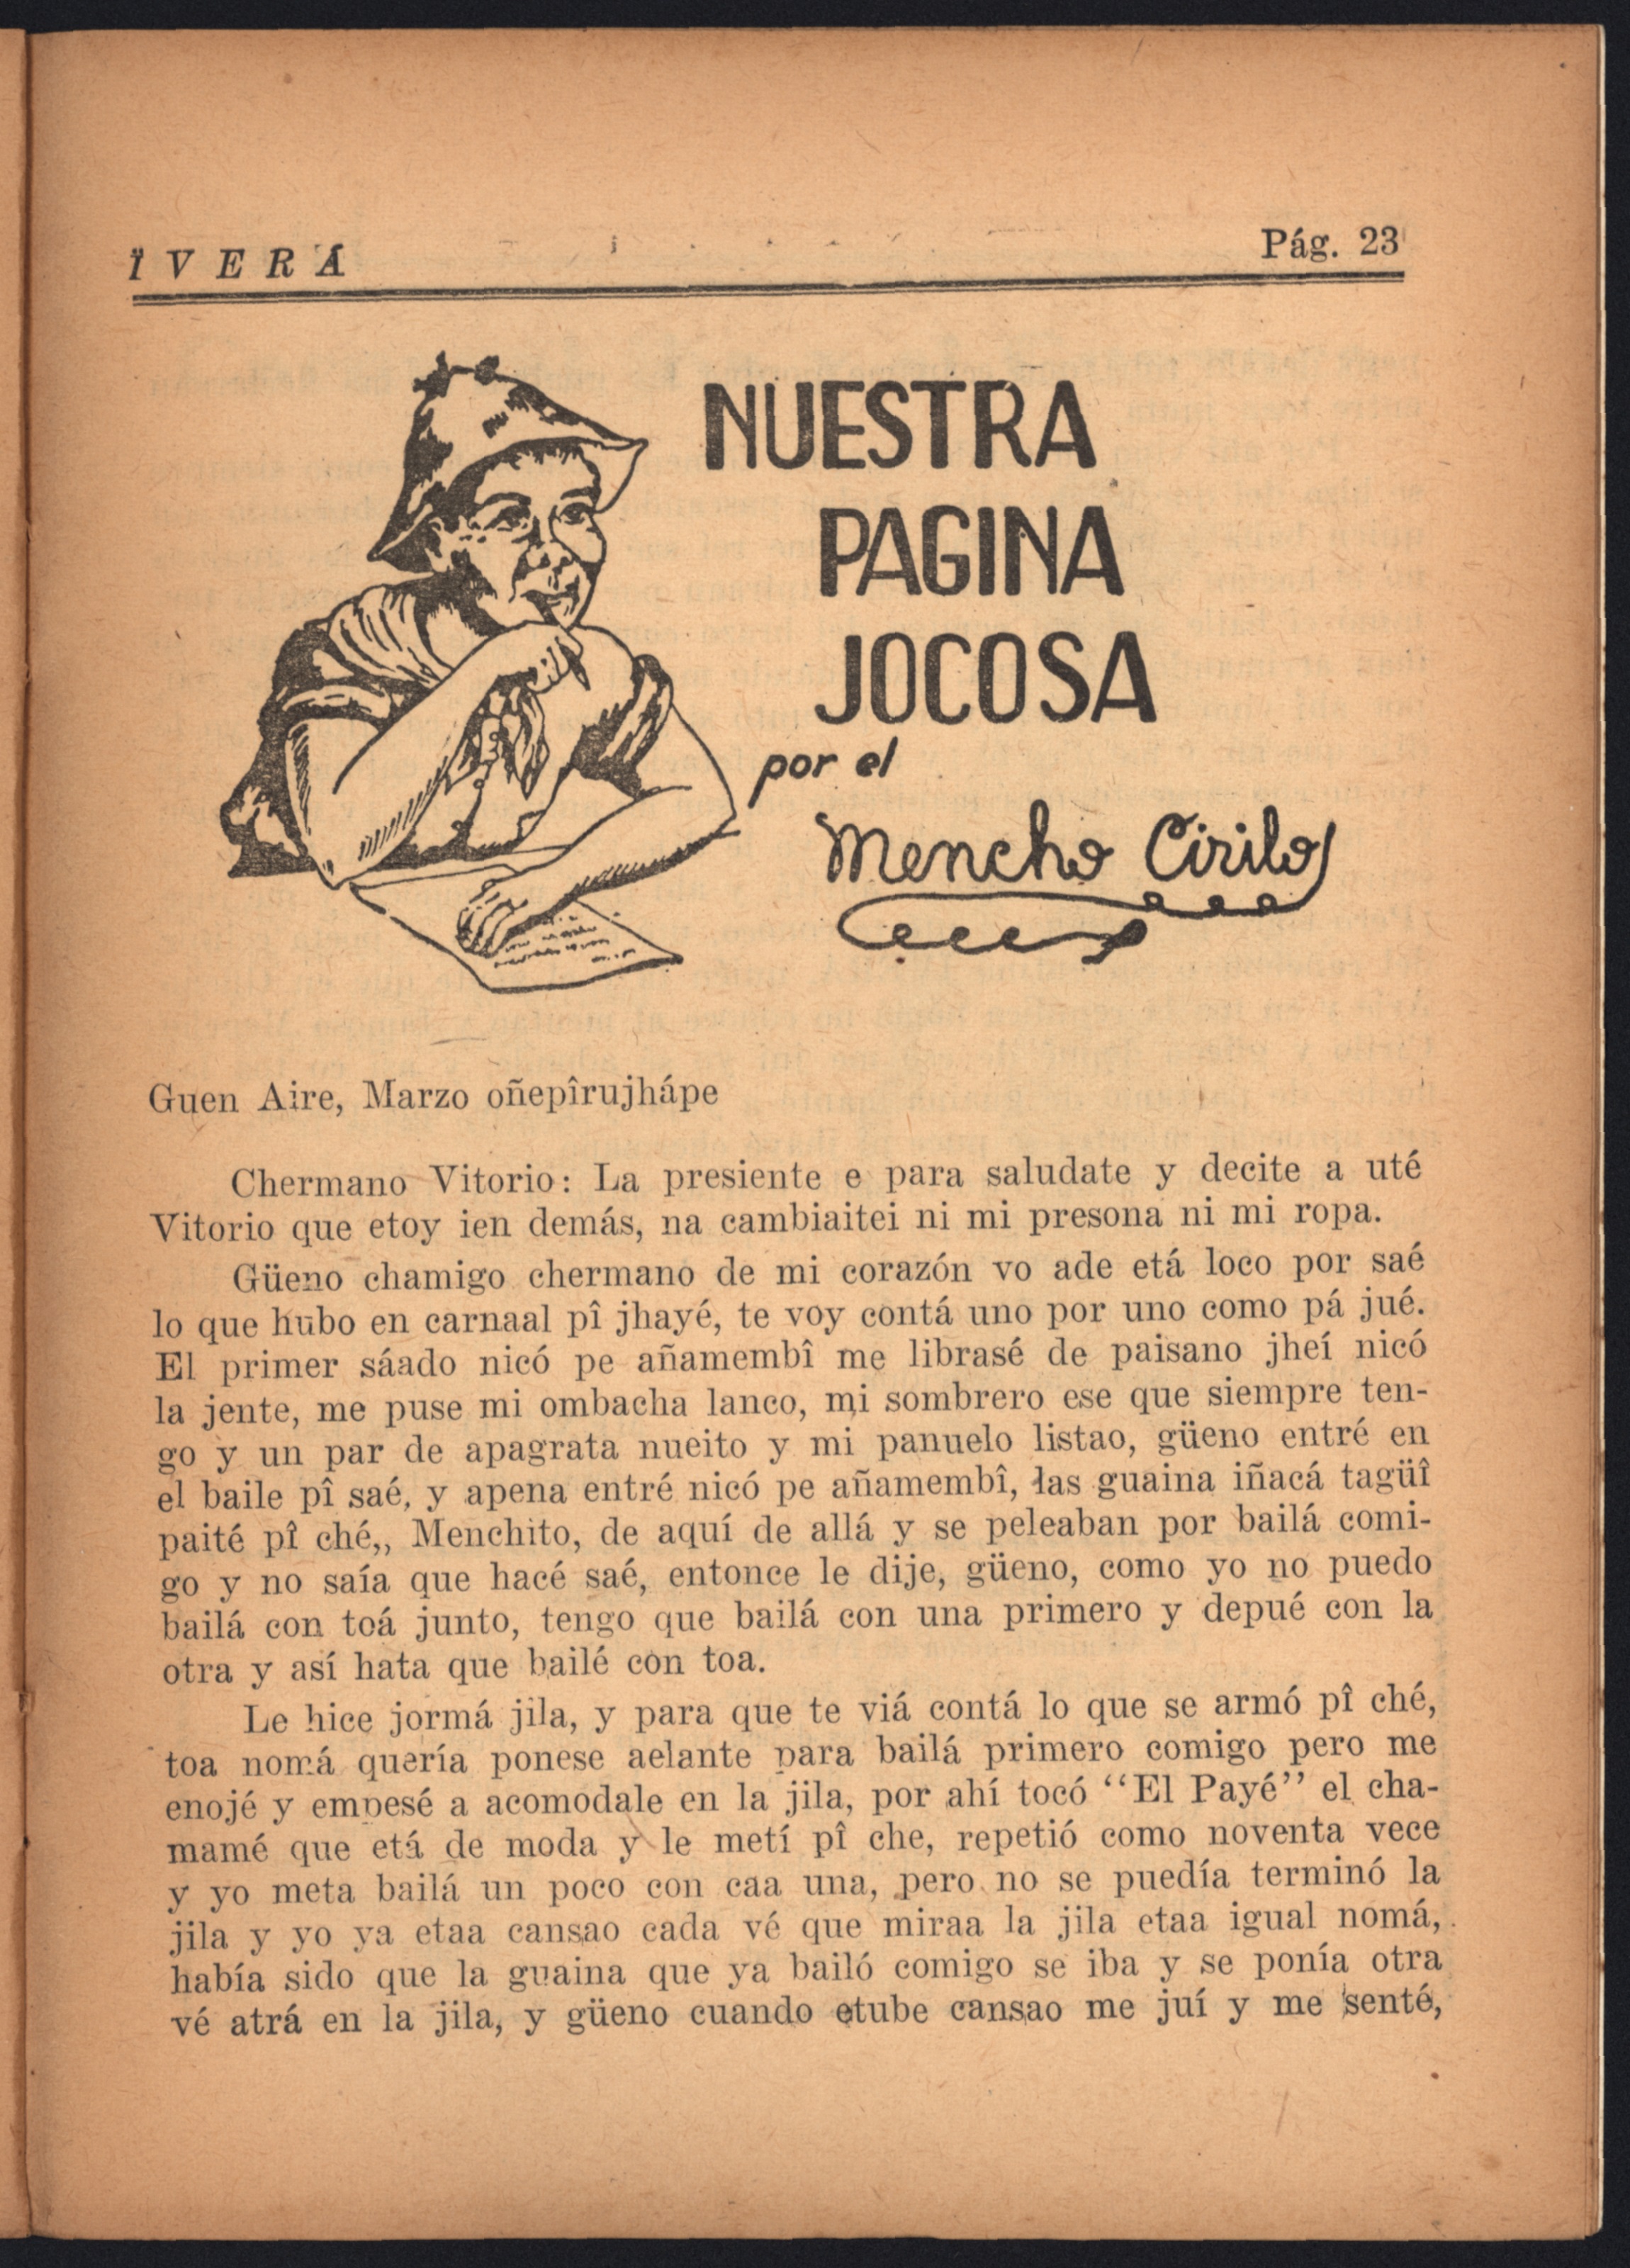 ÏVERÁ
Pág. 23
NUESTRA
PAGINA
JOCOSA
por el
Mencho Cirilo
Guen Aire, Marzo oñepîrujhápe
Chermano Vitorio: La presiente e para saludate y decite a uté
Vitorio que etoy ien demás, na cambiaitei ni mi presona ni mi ropa.
Güeno chamigo chermano de mi corazón vo ade etá loco por saé
lo que hubo en carnaal pî jhayé, te voy contá uno por uno como pá jué.
El primer sáado nicó pe añamembî me librasé de paisano jheí nicó
la jente, me puse mi ombacha lanco, mi sombrero ese que siempre ten-
go y un par de apagrata nueito y mi panuelo listao, güeno entré en
el baile pî saé, y apena entré nicó pe añamembî, las guaina iñacá tagüî
paité pî ché,, Menchito, de aquí de allá y se peleaban por bailá comi-
go y no saía que hacé saé, entonce le dije, güeno, como yo no puedo
bailá con toá junto, tengo que bailá con una primero y depué con la
otra y así hata que bailé con toa.
Le hice jormá jila, y para que te viá contá lo que se armó pî ché,
toa nomá quería ponese aelante para bailá primero comigo pero me
enojé y empesé a acomodale en la jila, por ahí tocó "El Payé" el cha-
mamé que etá de moda y le metí pî che, repetió como noventa vece
y yo meta bailá un poco con caa una, pero no se puedía terminó la
jila y yo ya etaa cansao cada vé que miraa la jila etaa igual nomá,
había sido que la guaina que ya bailó comigo se iba y se ponía otra
vé atrá en la jila, y güeno cuando etube cansao me juí y me senté,